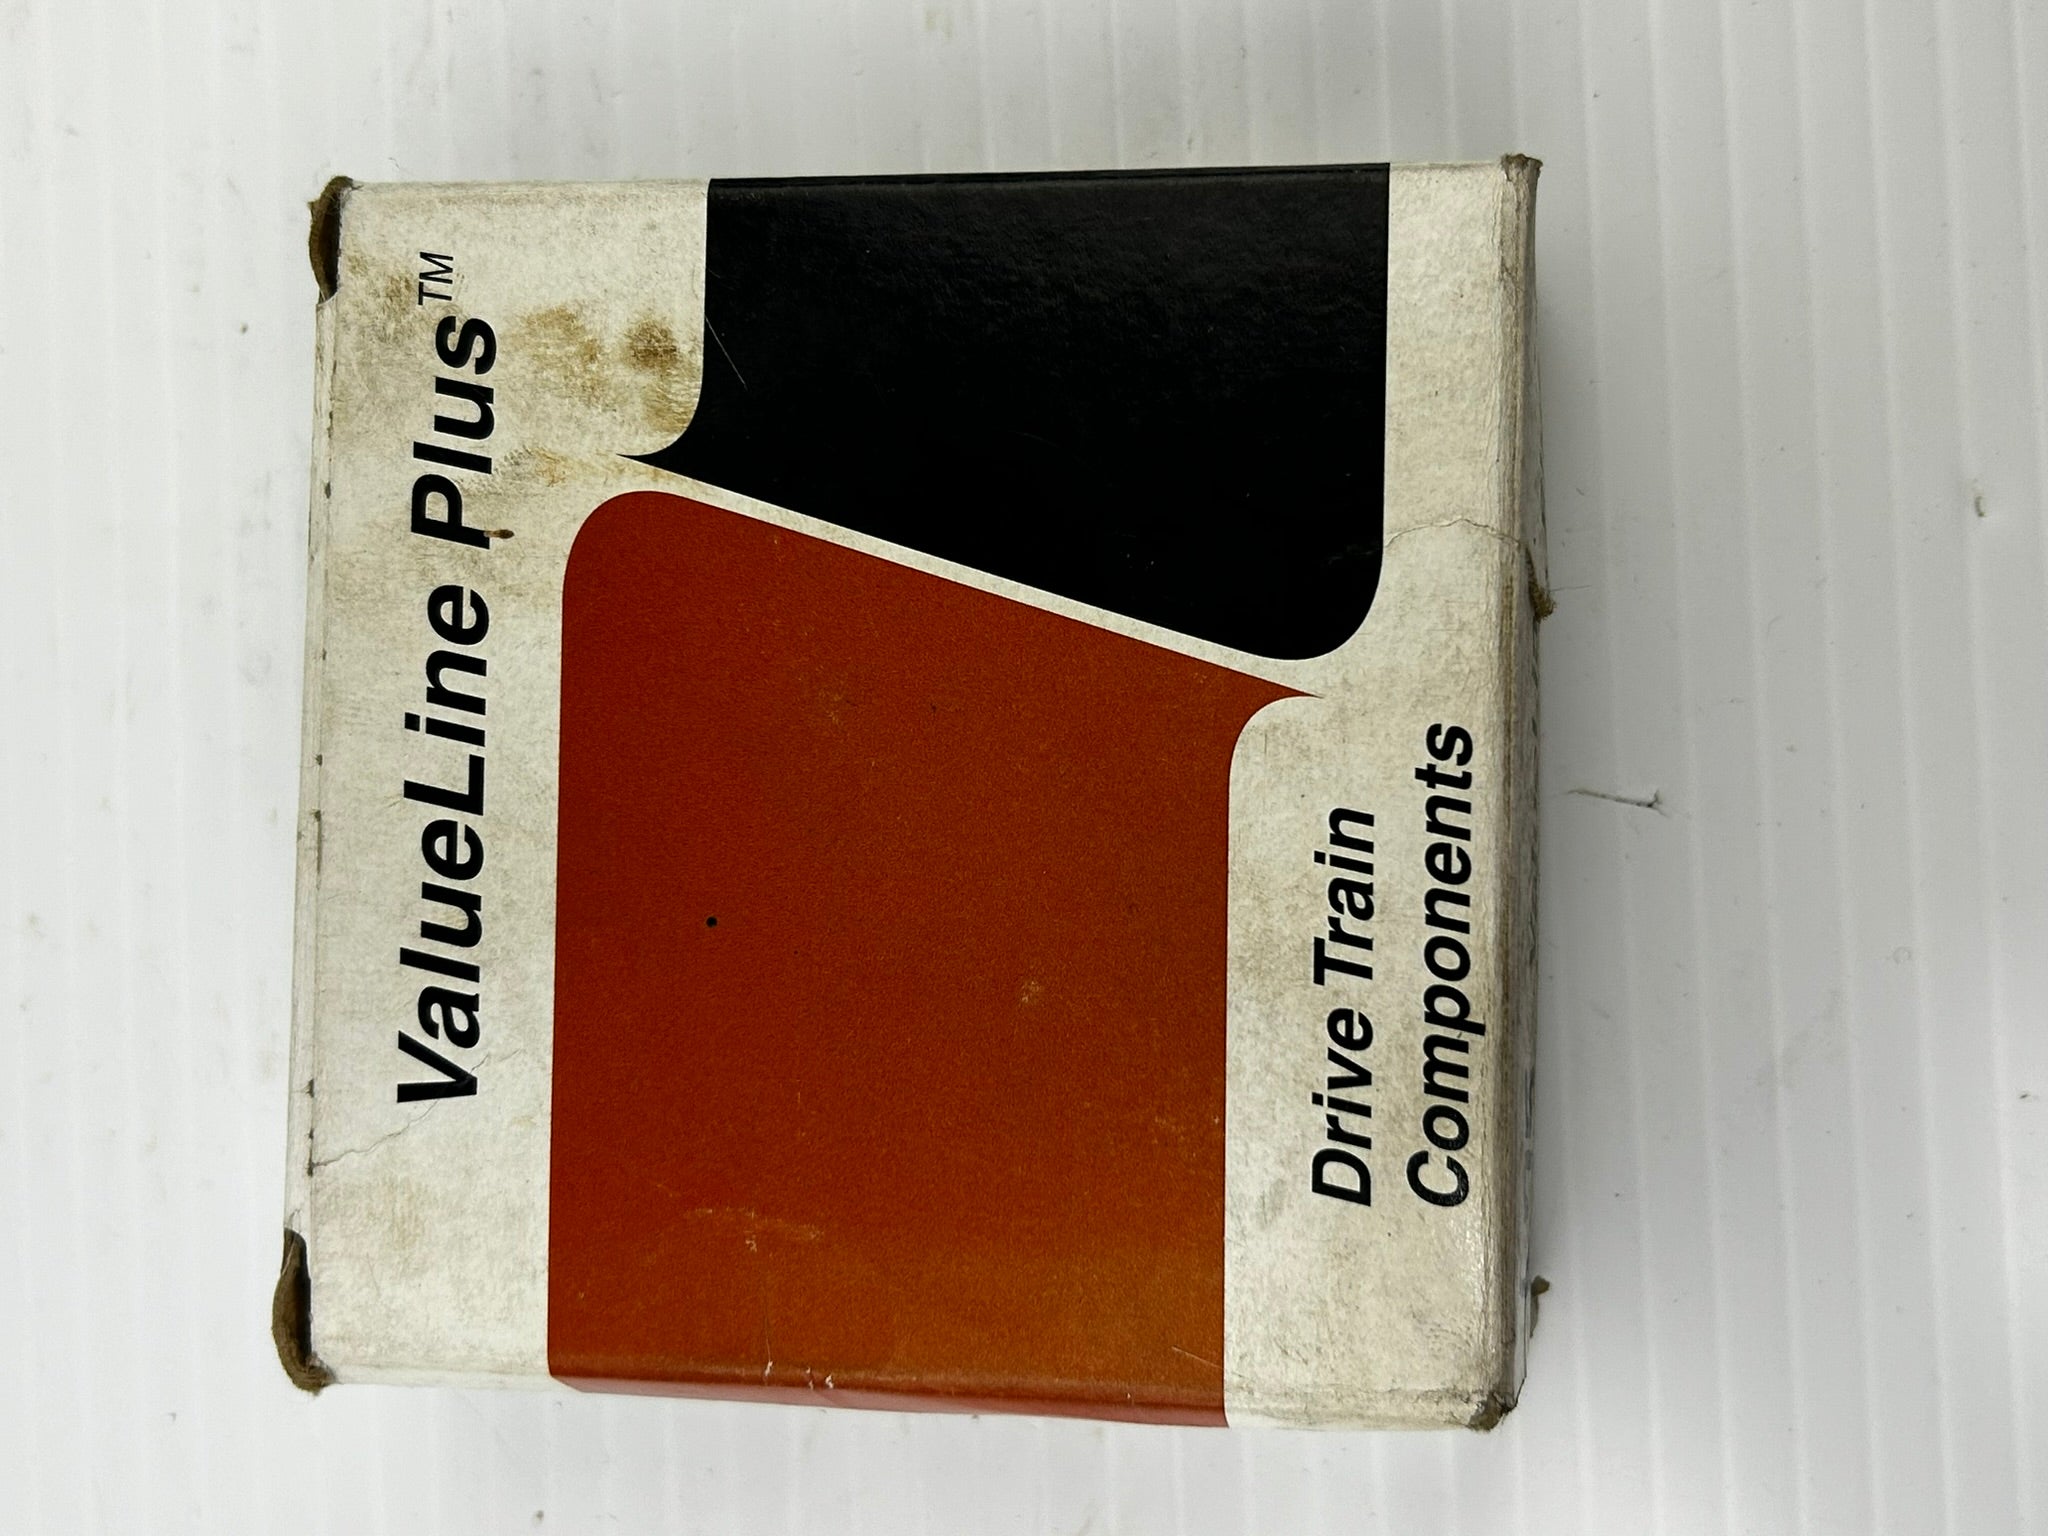 ValueLine Plus™
Drive Train
Components